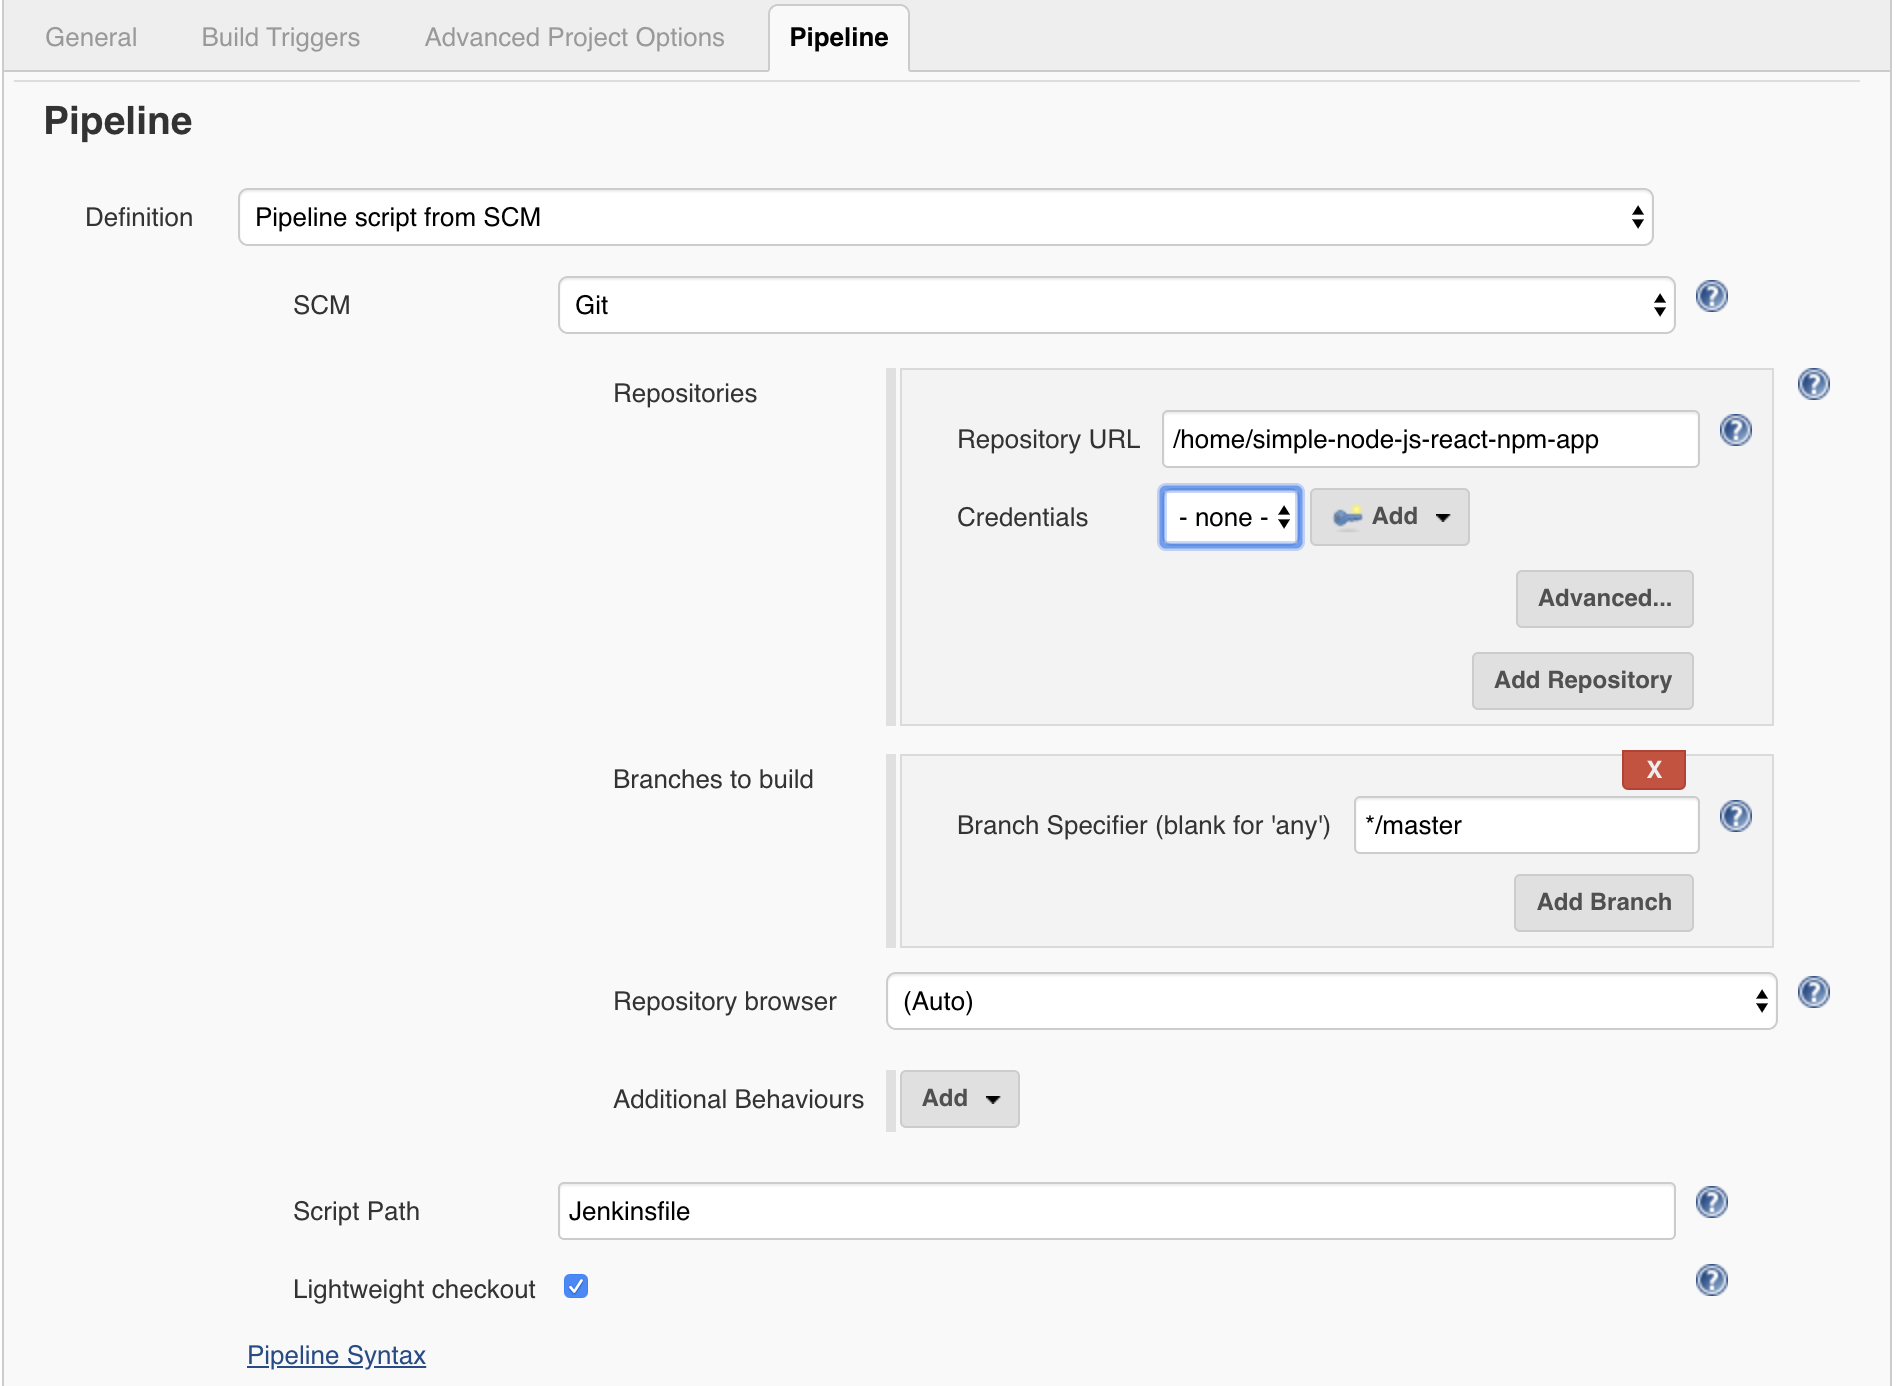 General Build Triggers Advanced Project Options Pipeline
Pipeline
Definition Pipeline script from SCM
SCM Git
Repositories
Repository URL /home/simple-node-js-react-npm-app
Credentials - none - Add
Advanced...
Add Repository
Branches to build
X
Branch Specifier (blank for 'any') */master
Add Branch
Repository browser (Auto)
Additional Behaviours Add
Script Path Jenkinsfile
Lightweight checkout
Pipeline Syntax